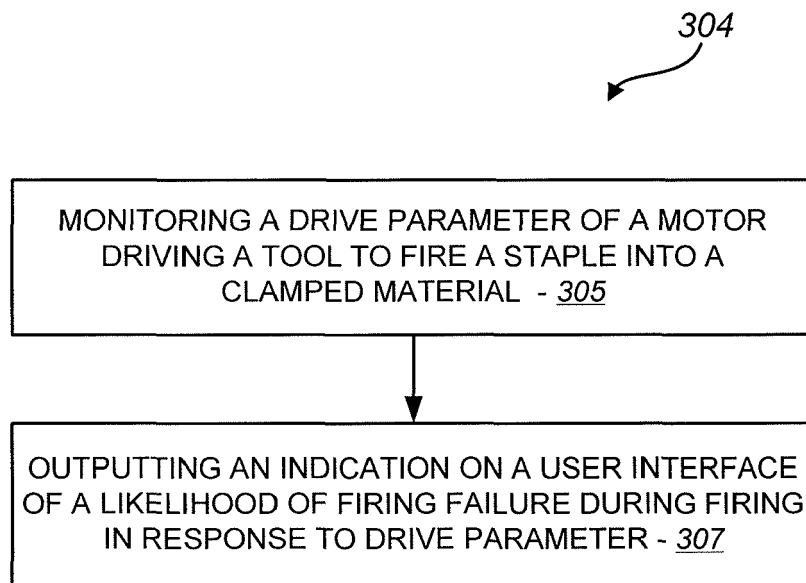 304
MONITORING A DRIVE PARAMETER OF A MOTOR
DRIVING A TOOL TO FIRE A STAPLE INTO A
CLAMPED MATERIAL - 305
OUTPUTTING AN INDICATION ON A USER INTERFACE
OF A LIKELIHOOD OF FIRING FAILURE DURING FIRING
IN RESPONSE TO DRIVE PARAMETER - 307